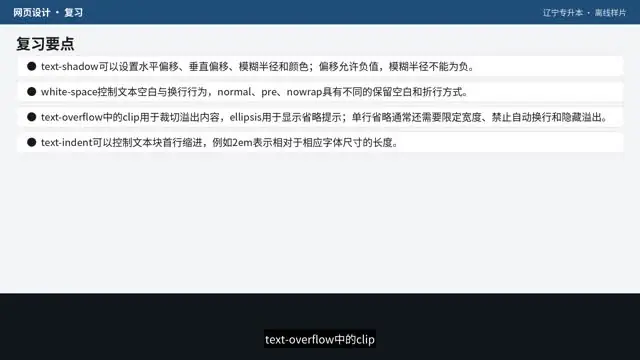 网页设计 • 复习
辽宁专升本 • 离线样片
复习要点
● text-shadow可以设置水平偏移、垂直偏移、模糊半径和颜色；偏移允许负值，模糊半径不能为负。
● white-space控制文本空白与换行行为，normal、pre、nowrap具有不同的保留空白和折行方式。
● text-overflow中的clip用于裁切溢出内容，ellipsis用于显示省略提示；单行省略通常还需要限定宽度、禁止自动换行和隐藏溢出。
● text-indent可以控制文本块首行缩进，例如2em表示相对于相应字体尺寸的长度。
text-overflow中的clip